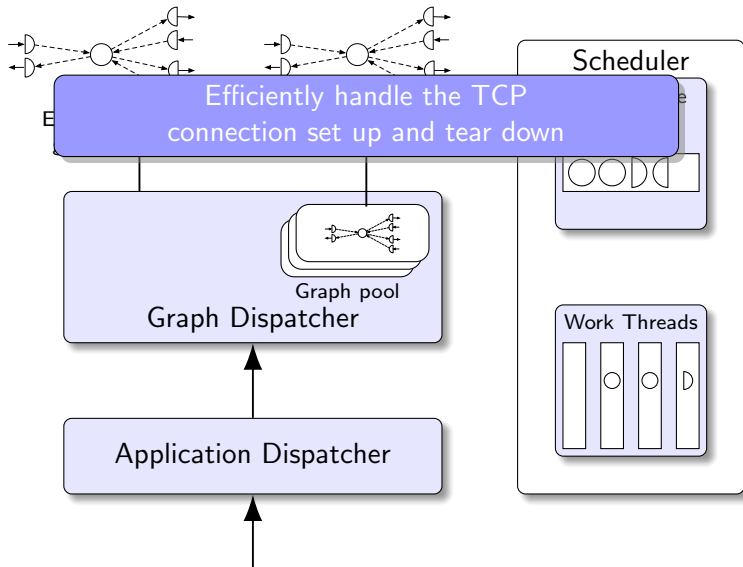 Scheduler
Efficiently handle the TCP
connection set up and tear down
Graph pool
Graph Dispatcher
Work Threads
Application Dispatcher